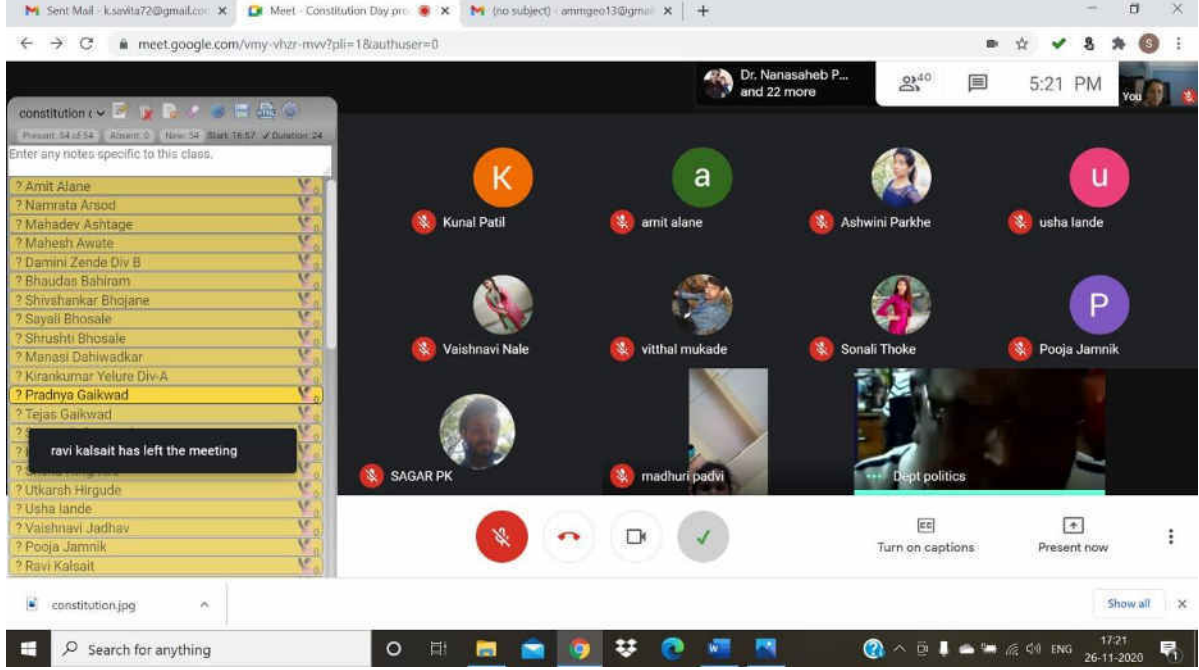 Sent Mail - k.savita72@gmail.co
Meet - Constitution Day pro
(no subject) - ammgeo13@gmai
meet.google.com/vmy-vhzr-mvv?pli=1&authuser=0
S
Dr. Nanasaheb P...
and 22 more
40
5:21 PM
You
constitution c
Present: 54 of 54
Absent: 0
New: 54
Start: 16:57
✓ Duration: 24
Enter any notes specific to this class.
? Amit Alane
? Namrata Arsod
? Mahadev Ashtage
? Mahesh Awate
? Damini Zende Div B
? Bhaudas Bahiram
? Shivshankar Bhojane
? Sayali Bhosale
? Shrushti Bhosale
? Manasi Dahiwadkar
? Kirankumar Yelure Div-A
? Pradnya Gaikwad
? Tejas Gaikwad
ravi kalsait has left the meeting
? Utkarsh Hirgude
? Usha lande
? Vaishnavi Jadhav
? Pooja Jamnik
? Ravi Kalsait
K
Kunal Patil
a
amit alane
Ashwini Parkhe
u
usha lande
Vaishnavi Nale
vitthal mukade
Sonali Thoke
P
Pooja Jamnik
SAGAR PK
madhuri padvi
Dept politics
Turn on captions
Present now
constitution.jpg
Show all
Search for anything
ENG
17:21
26-11-2020